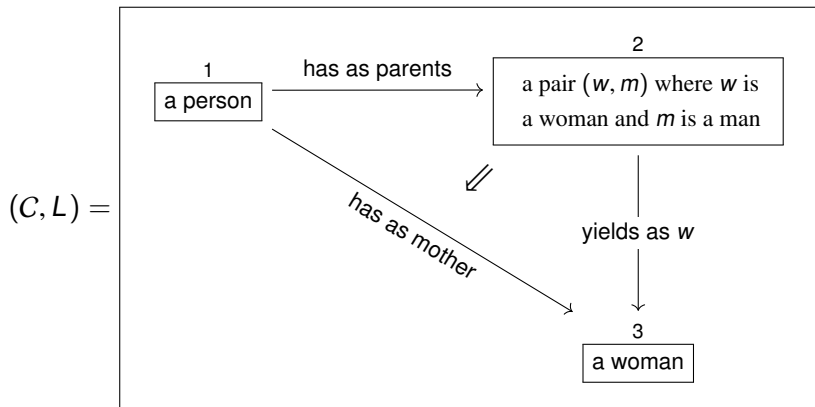 1
a person
has as parents
2
a pair (w, m) where w is
a woman and m is a man
(C, L) =
has as mother
yields as w
3
a woman